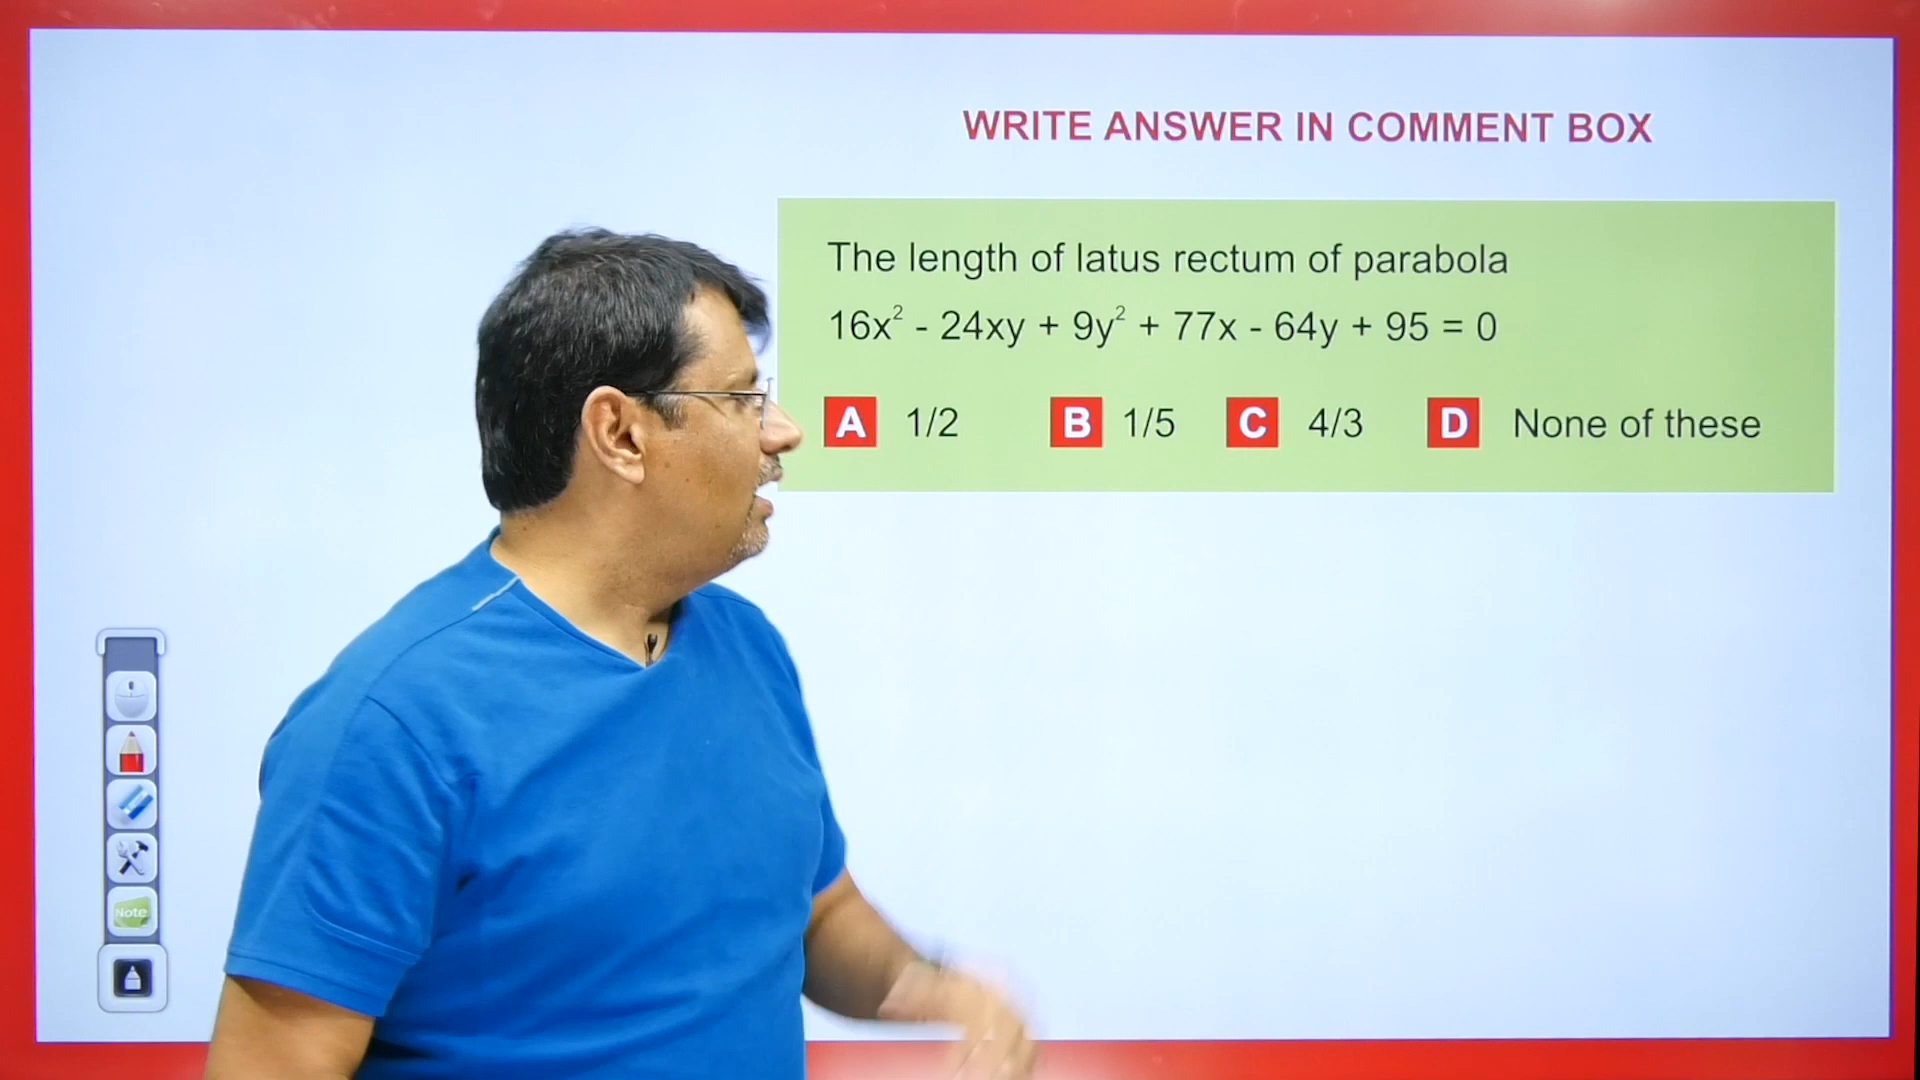 WRITE ANSWER IN COMMENT BOX
The length of latus rectum of parabola
16x² - 24xy + 9y² + 77x - 64y + 95 = 0
A 1/2 B 1/5 C 4/3 D None of these
Note